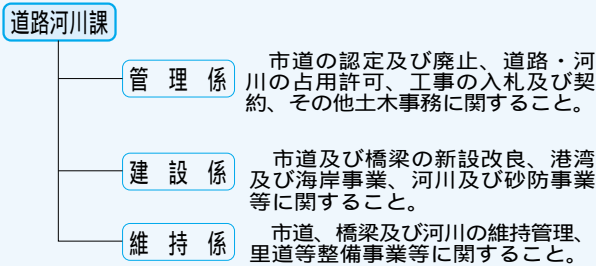 道路河川課
管理係
市道の認定及び廃止、道路・河
川の占用許可、工事の入札及び契
約、その他土木事務に関すること。
建設係
市道及び橋梁の新設改良、港湾
及び海岸事業、河川及び砂防事業
等に関すること。
維持係
市道、橋梁及び河川の維持管理、
里道等整備事業等に関すること。